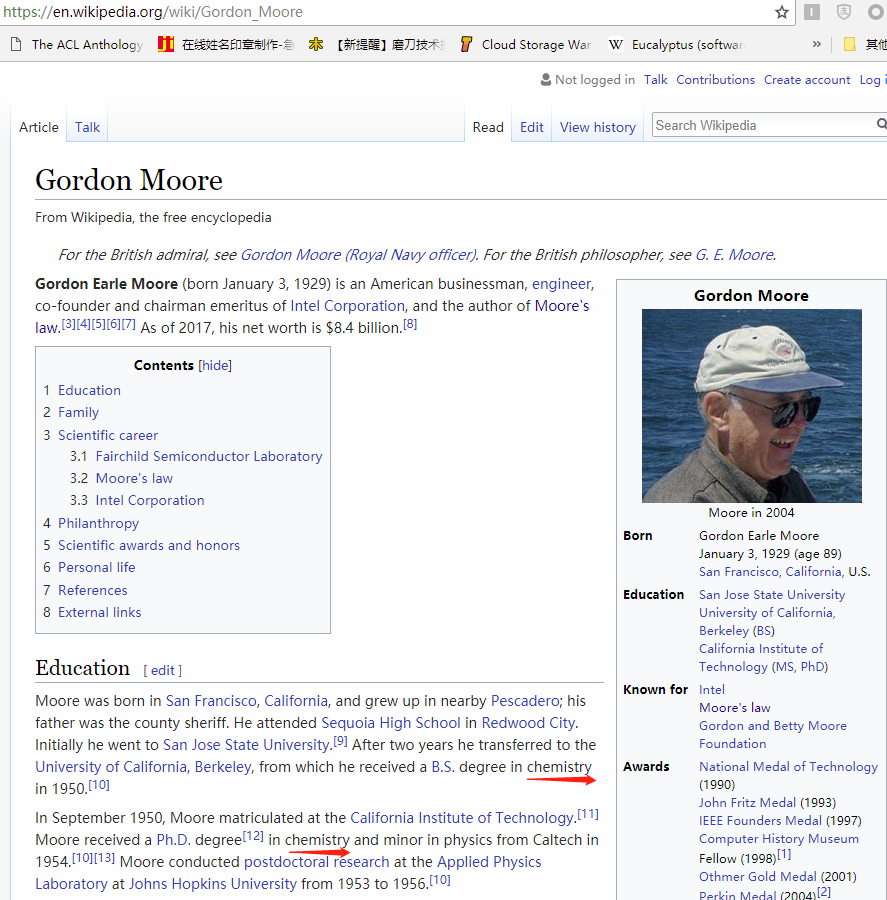 https://en.wikipedia.org/wiki/Gordon_Moore
The ACL Anthology
在线姓名印章制作-急
【新提醒】磨刀技术
Cloud Storage War
W Eucalyptus (softwar
»
其他
Not logged in Talk Contributions Create account Log i
Article Talk Read Edit View history Search Wikipedia
Gordon Moore
From Wikipedia, the free encyclopedia
For the British admiral, see Gordon Moore (Royal Navy officer). For the British philosopher, see G. E. Moore.
Gordon Earle Moore (born January 3, 1929) is an American businessman, engineer,
co-founder and chairman emeritus of Intel Corporation, and the author of Moore's
law.[3][4][5][6][7] As of 2017, his net worth is $8.4 billion.[8]
Contents [hide]
1 Education
2 Family
3 Scientific career
3.1 Fairchild Semiconductor Laboratory
3.2 Moore's law
3.3 Intel Corporation
4 Philanthropy
5 Scientific awards and honors
6 Personal life
7 References
8 External links
Education [ edit ]
Moore was born in San Francisco, California, and grew up in nearby Pescadero; his
father was the county sheriff. He attended Sequoia High School in Redwood City.
Initially he went to San Jose State University.[9] After two years he transferred to the
University of California, Berkeley, from which he received a B.S. degree in chemistry
in 1950.[10]
In September 1950, Moore matriculated at the California Institute of Technology.[11]
Moore received a Ph.D. degree[12] in chemistry and minor in physics from Caltech in
1954.[10][13] Moore conducted postdoctoral research at the Applied Physics
Laboratory at Johns Hopkins University from 1953 to 1956.[10]
Gordon Moore
Moore in 2004
Born Gordon Earle Moore
January 3, 1929 (age 89)
San Francisco, California, U.S.
Education San Jose State University
University of California,
Berkeley (BS)
California Institute of
Technology (MS, PhD)
Known for Intel
Moore's law
Gordon and Betty Moore
Foundation
Awards National Medal of Technology
(1990)
John Fritz Medal (1993)
IEEE Founders Medal (1997)
Computer History Museum
Fellow (1998)[1]
Othmer Gold Medal (2001)
Perkin Medal (2004)[2]